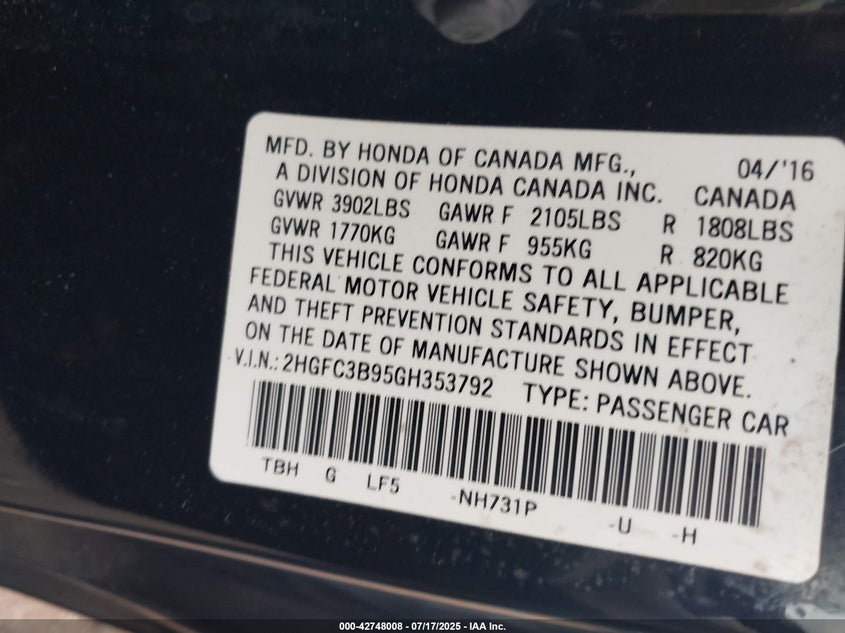 MFD. BY HONDA OF CANADA MFG., 04/'16
A DIVISION OF HONDA CANADA INC. CANADA
GVWR 3902LBS GAWR F 2105LBS R 1808LBS
GVWR 1770KG GAWR F 955KG R 820KG
THIS VEHICLE CONFORMS TO ALL APPLICABLE
FEDERAL MOTOR VEHICLE SAFETY, BUMPER,
AND THEFT PREVENTION STANDARDS IN EFFECT
ON THE DATE OF MANUFACTURE SHOWN ABOVE.
V.I.N.: 2HGFC3B95GH353792 TYPE: PASSENGER CAR
TBH G LF5 -NH731P -U -H
000-42748008 - 07/17/2025 - IAA Inc.